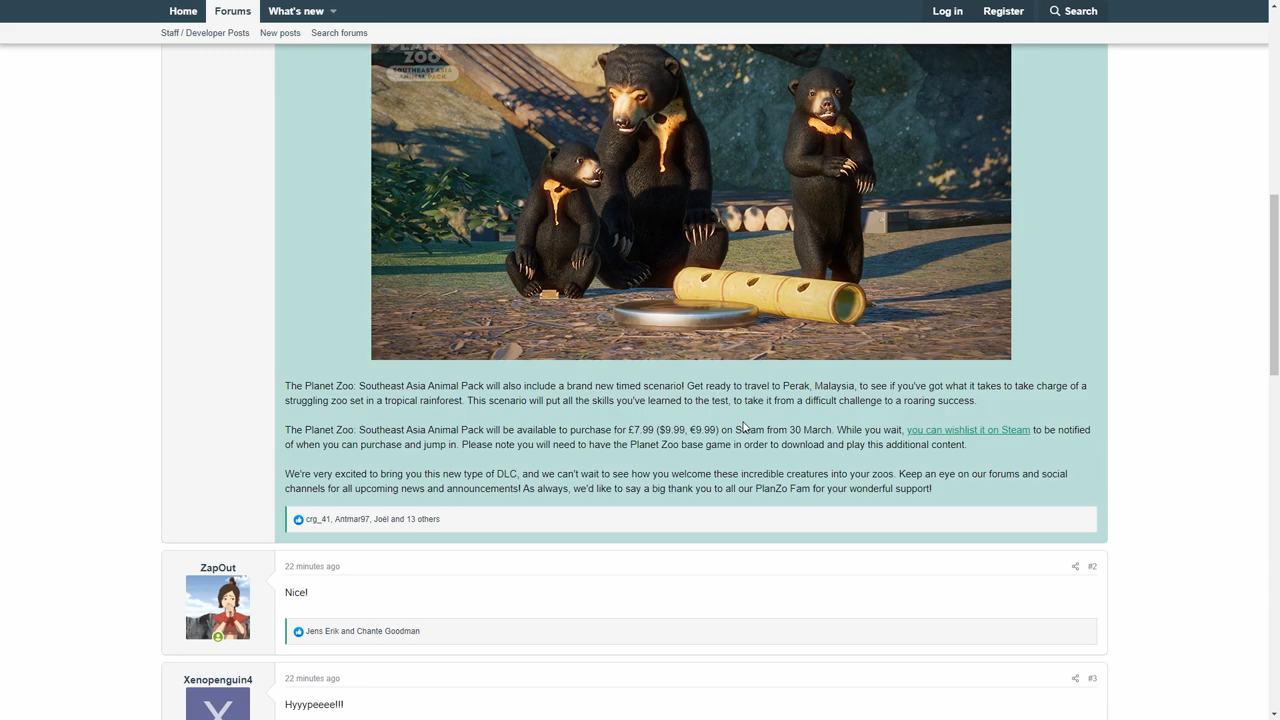 Home Forums What's new Log in Register Search
Staff / Developer Posts New posts Search forums
PLANET
ZOO
SOUTHEAST ASIA
ANIMAL PACK
The Planet Zoo: Southeast Asia Animal Pack will also include a brand new timed scenario! Get ready to travel to Perak, Malaysia, to see if you've got what it takes to take charge of a
struggling zoo set in a tropical rainforest. This scenario will put all the skills you've learned to the test, to take it from a difficult challenge to a roaring success.
The Planet Zoo: Southeast Asia Animal Pack will be available to purchase for £7.99 ($9.99, €9.99) on Steam from 30 March. While you wait, you can wishlist it on Steam to be notified
of when you can purchase and jump in. Please note you will need to have the Planet Zoo base game in order to download and play this additional content.
We're very excited to bring you this new type of DLC, and we can't wait to see how you welcome these incredible creatures into your zoos. Keep an eye on our forums and social
channels for all upcoming news and announcements! As always, we'd like to say a big thank you to all our PlanZo Fam for your wonderful support!
crg_41, Antmar97, Joël and 13 others
ZapOut
22 minutes ago #2
Nice!
Jens Erik and Chante Goodman
Xenopenguin4
22 minutes ago #3
X
Hyyypeeee!!!